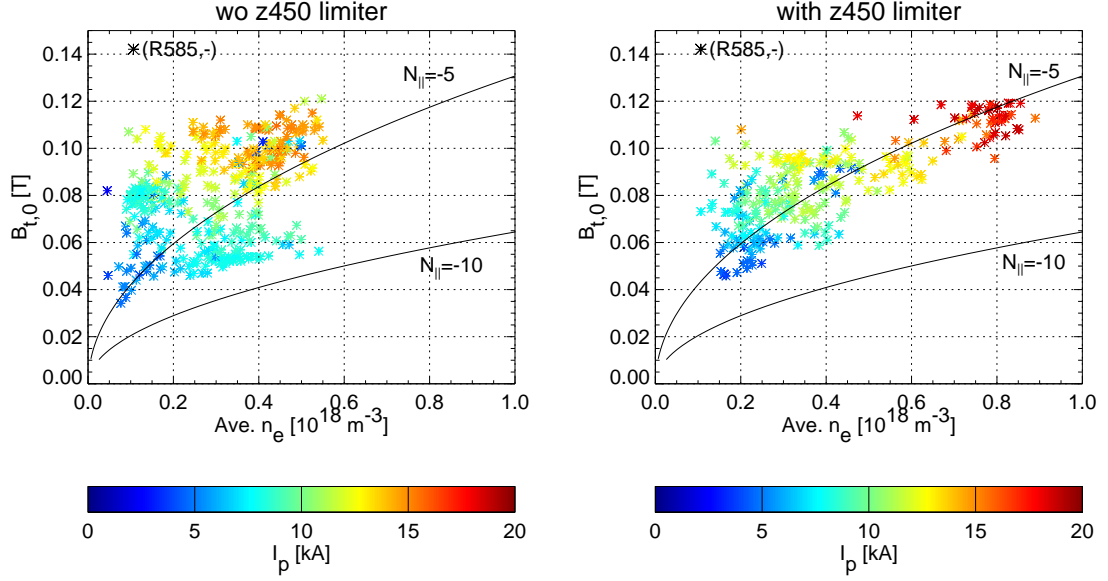 wo z450 limiter
0.14
0.12
0.10
0.08
0.06
0.04
0.02
0.00
B_t,0 [T]
(R585,-)
N_||=-5
N_||=-10
0.0 0.2 0.4 0.6 0.8 1.0
Ave. n_e [10^18 m^-3]
0 5 10 15 20
I_p [kA]
with z450 limiter
0.14
0.12
0.10
0.08
0.06
0.04
0.02
0.00
B_t,0 [T]
(R585,-)
N_||=-5
N_||=-10
0.0 0.2 0.4 0.6 0.8 1.0
Ave. n_e [10^18 m^-3]
0 5 10 15 20
I_p [kA]